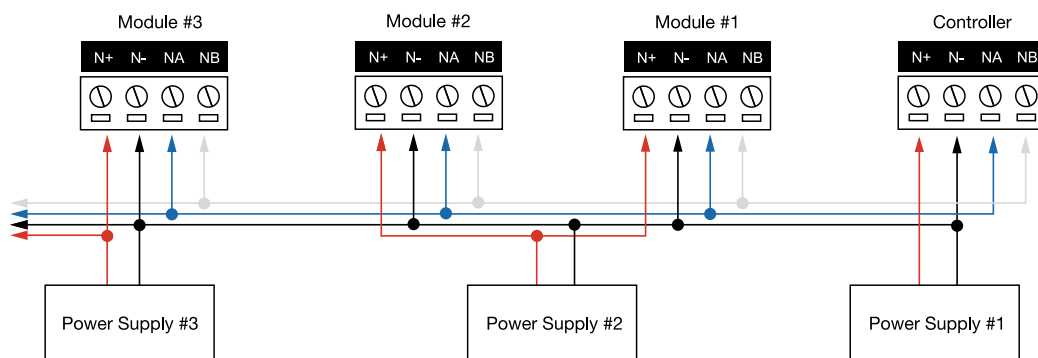 Module #3
Module #2
Module #1
Controller
N+ N- NA NB
N+ N- NA NB
N+ N- NA NB
N+ N- NA NB
Power Supply #3
Power Supply #2
Power Supply #1